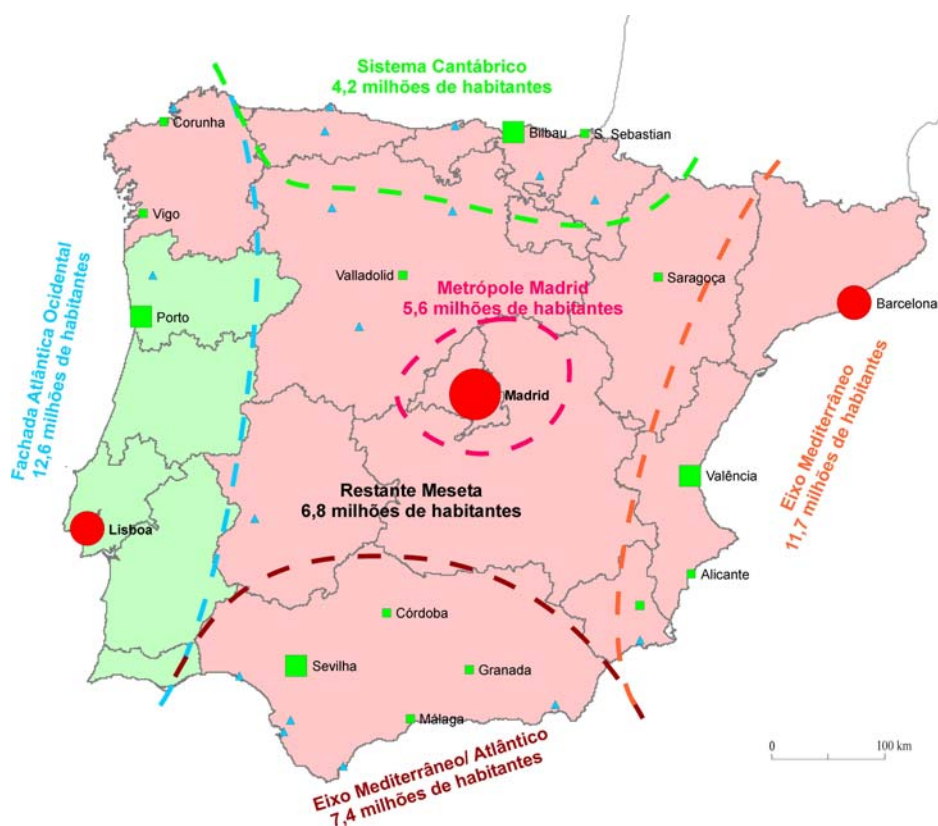 Sistema Cantábrico
4,2 milhões de habitantes
Corunha
Bilbau
S. Sebastian
Vigo
Valladolid
Saragoça
Metrópole Madrid
5,6 milhões de habitantes
Barcelona
Porto
Fachada Atlântica Ocidental
12,6 milhões de habitantes
Madrid
Eixo Mediterrâneo
11,7 milhões de habitantes
Valência
Restante Meseta
6,8 milhões de habitantes
Lisboa
Alicante
Córdoba
Sevilha
Granada
Málaga
Eixo Mediterrâneo/ Atlântico
7,4 milhões de habitantes
0 100 km